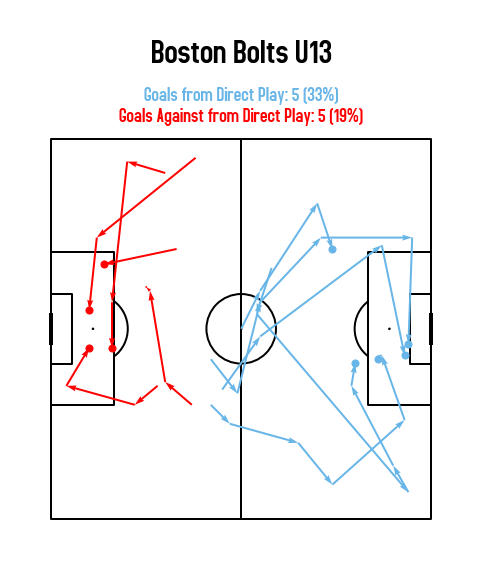 Boston Bolts U13
Goals from Direct Play: 5 (33%)
Goals Against from Direct Play: 5 (19%)